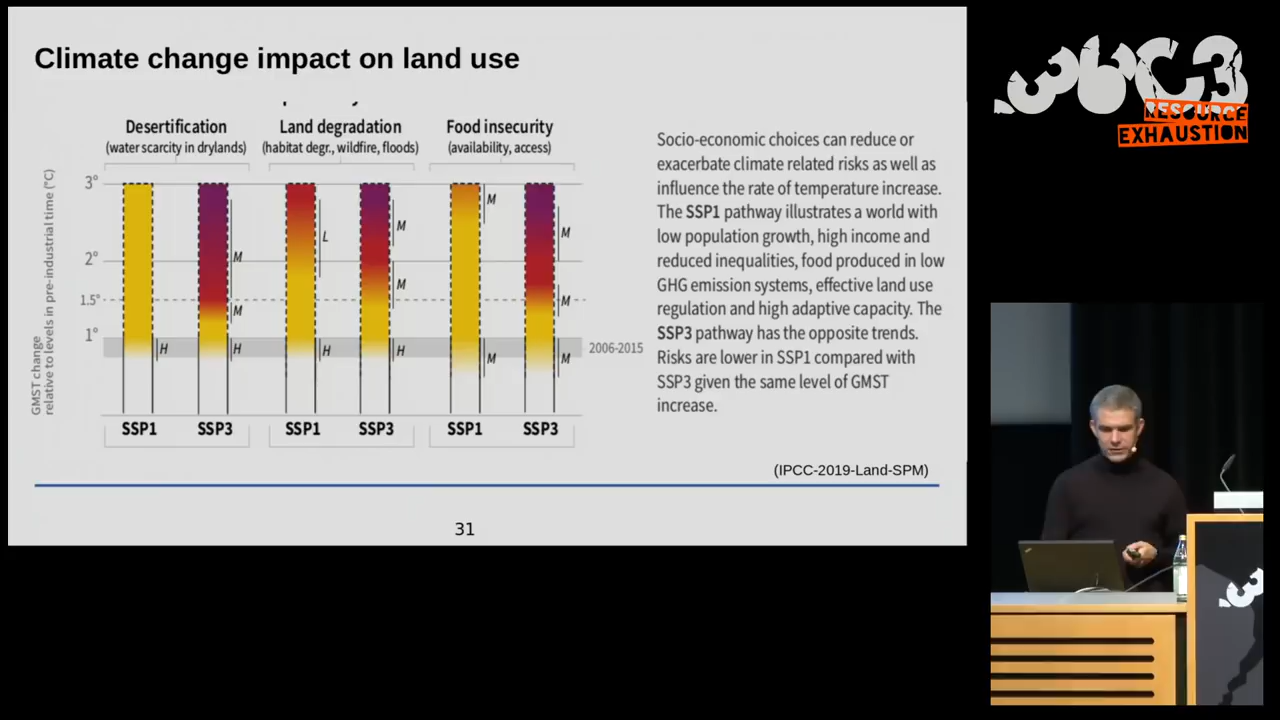 Climate change impact on land use
Desertification
(water scarcity in drylands)
Land degradation
(habitat degr., wildfire, floods)
Food insecurity
(availability, access)
GMST change
relative to levels in pre-industrial time (°C)
3°
2°
1.5°
1°
M
M
H
H
L
H
M
M
H
M
M
M
M
M
2006-2015
SSP1
SSP3
SSP1
SSP3
SSP1
SSP3
Socio-economic choices can reduce or
exacerbate climate related risks as well as
influence the rate of temperature increase.
The SSP1 pathway illustrates a world with
low population growth, high income and
reduced inequalities, food produced in low
GHG emission systems, effective land use
regulation and high adaptive capacity. The
SSP3 pathway has the opposite trends.
Risks are lower in SSP1 compared with
SSP3 given the same level of GMST
increase.
(IPCC-2019-Land-SPM)
31
36C3
RESOURCE
EXHAUSTION